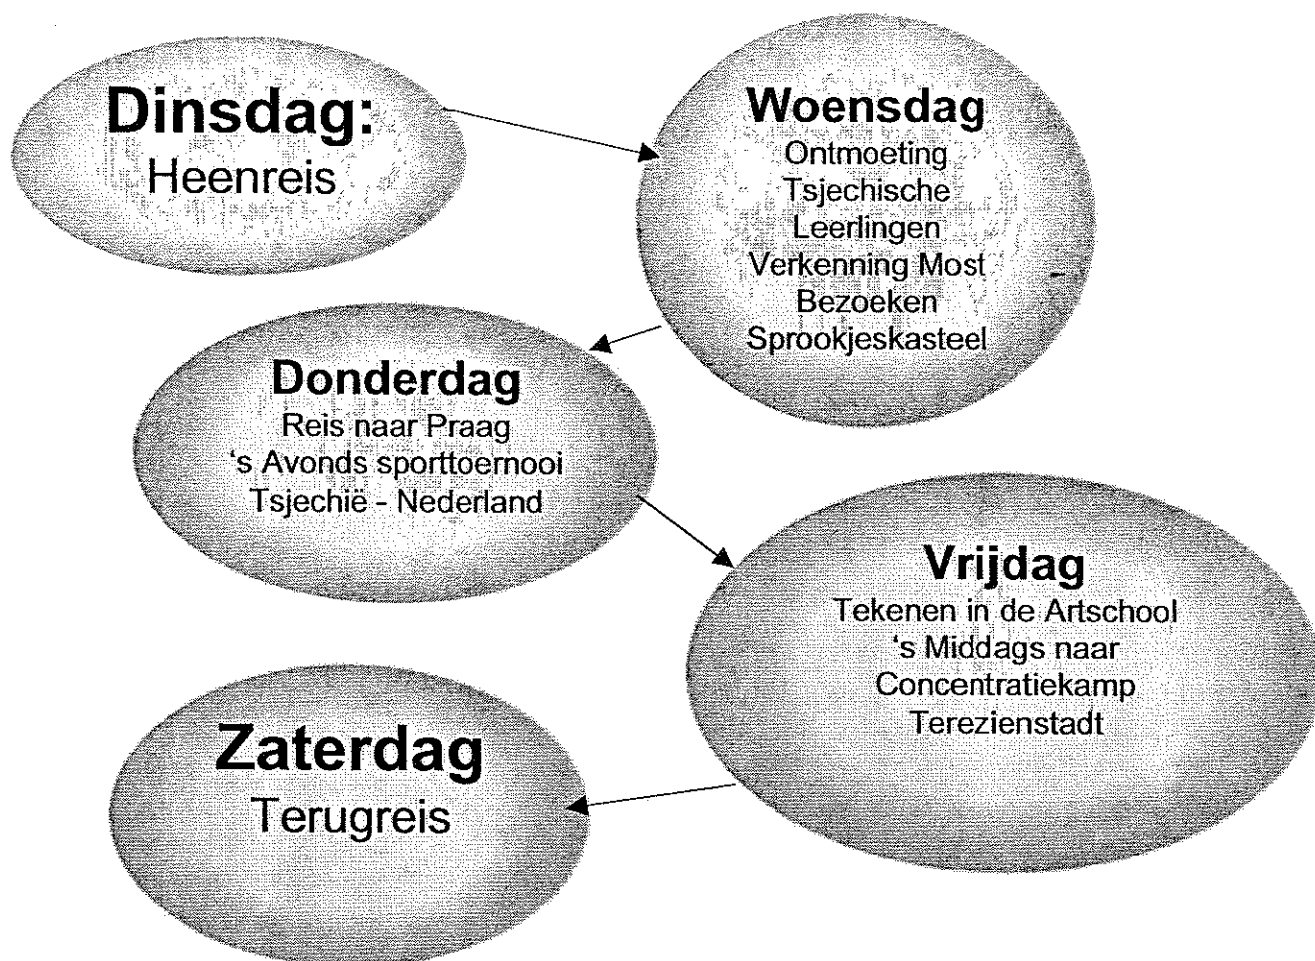 Dinsdag:
Heenreis
Woensdag
Ontmoeting
Tsjechische
Leerlingen
Verkenning Most
Bezoeken
Sprookjeskasteel
Donderdag
Reis naar Praag
‘s Avonds sporttoernooi
Tsjechië - Nederland
Vrijdag
Tekenen in de Artschool
‘s Middags naar
Concentratiekamp
Terezienstadt
Zaterdag
Terugreis